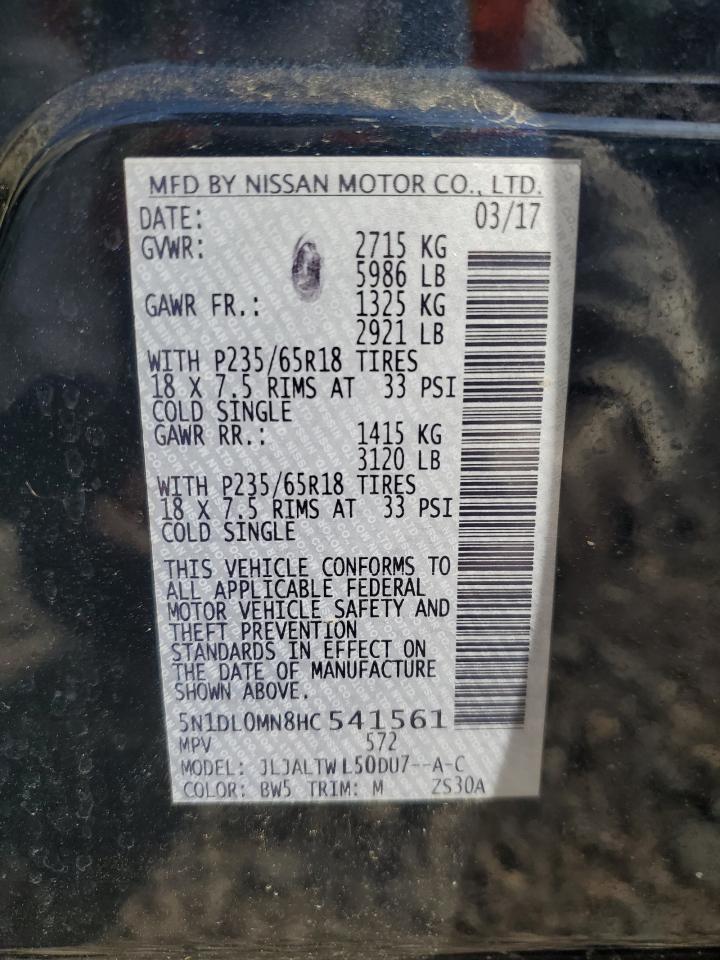 MFD BY NISSAN MOTOR CO., LTD.
DATE: 03/17
GVWR: 2715 KG
5986 LB
GAWR FR.: 1325 KG
2921 LB
WITH P235/65R18 TIRES
18 X 7.5 RIMS AT 33 PSI
COLD SINGLE
GAWR RR.: 1415 KG
3120 LB
WITH P235/65R18 TIRES
18 X 7.5 RIMS AT 33 PSI
COLD SINGLE
THIS VEHICLE CONFORMS TO
ALL APPLICABLE FEDERAL
MOTOR VEHICLE SAFETY AND
THEFT PREVENTION
STANDARDS IN EFFECT ON
THE DATE OF MANUFACTURE
SHOWN ABOVE.
5N1DL0MN8HC541561
MPV 572
MODEL: JLJALTWL50DU7--A-C
COLOR: BW5 TRIM: M ZS30A